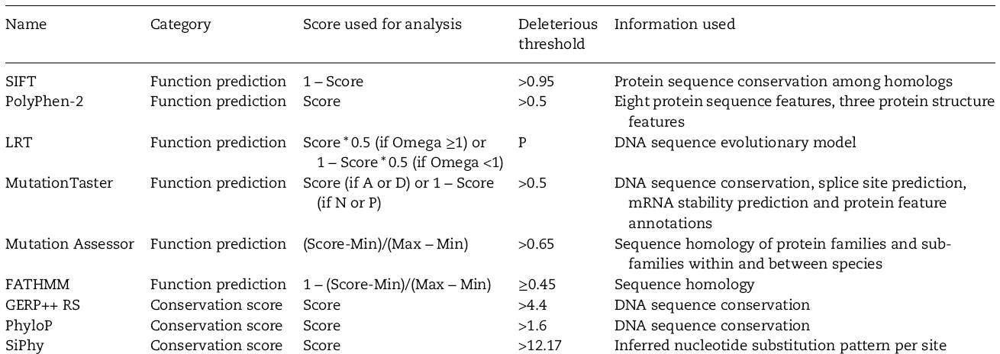 Name Category Score used for analysis Deleterious Information used
threshold
SIFT Function prediction 1 – Score >0.95 Protein sequence conservation among homologs
PolyPhen-2 Function prediction Score >0.5 Eight protein sequence features, three protein structure
features
LRT Function prediction Score * 0.5 (if Omega ≥1) or P DNA sequence evolutionary model
1 – Score * 0.5 (if Omega <1)
MutationTaster Function prediction Score (if A or D) or 1 – Score >0.5 DNA sequence conservation, splice site prediction,
(if N or P) mRNA stability prediction and protein feature
annotations
Mutation Assessor Function prediction (Score-Min)/(Max – Min) >0.65 Sequence homology of protein families and sub-
families within and between species
FATHMM Function prediction 1 – (Score-Min)/(Max – Min) ≥0.45 Sequence homology
GERP++ RS Conservation score Score >4.4 DNA sequence conservation
PhyloP Conservation score Score >1.6 DNA sequence conservation
SiPhy Conservation score Score >12.17 Inferred nucleotide substitution pattern per site